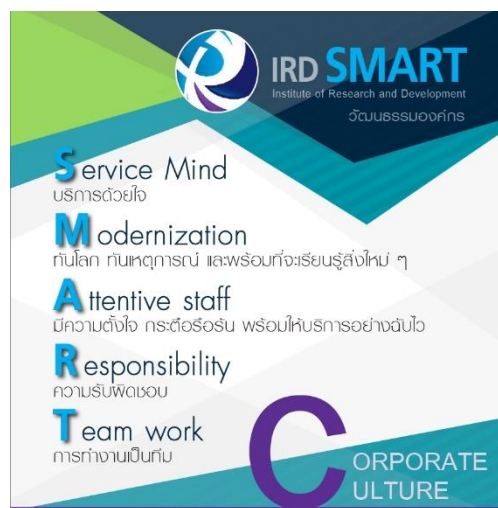 IRD SMART
Institute of Research and Development
วัฒนธรรมองค์กร
Service Mind
บริการด้วยใจ
Modernization
ทันโลก ทันเหตุการณ์ และพร้อมที่จะเรียนรู้สิ่งใหม่ ๆ
Attentive staff
มีความตั้งใจ กระตือรือร้น พร้อมให้บริการอย่างฉับไว
Responsibility
ความรับผิดชอบ
Team work
การทำงานเป็นทีม
CORPORATE
CULTURE